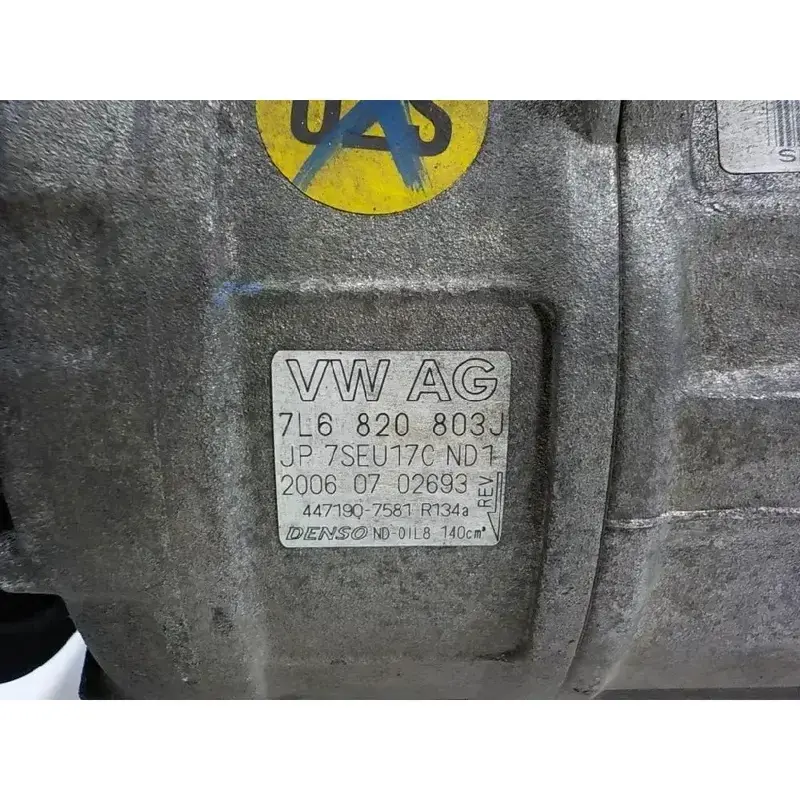 VW AG
7L6 820 803J
JP 7SEU17C ND1
2006 07 02693 REV
447190-7581 R134a
DENSO ND-OIL8 140cm³
S